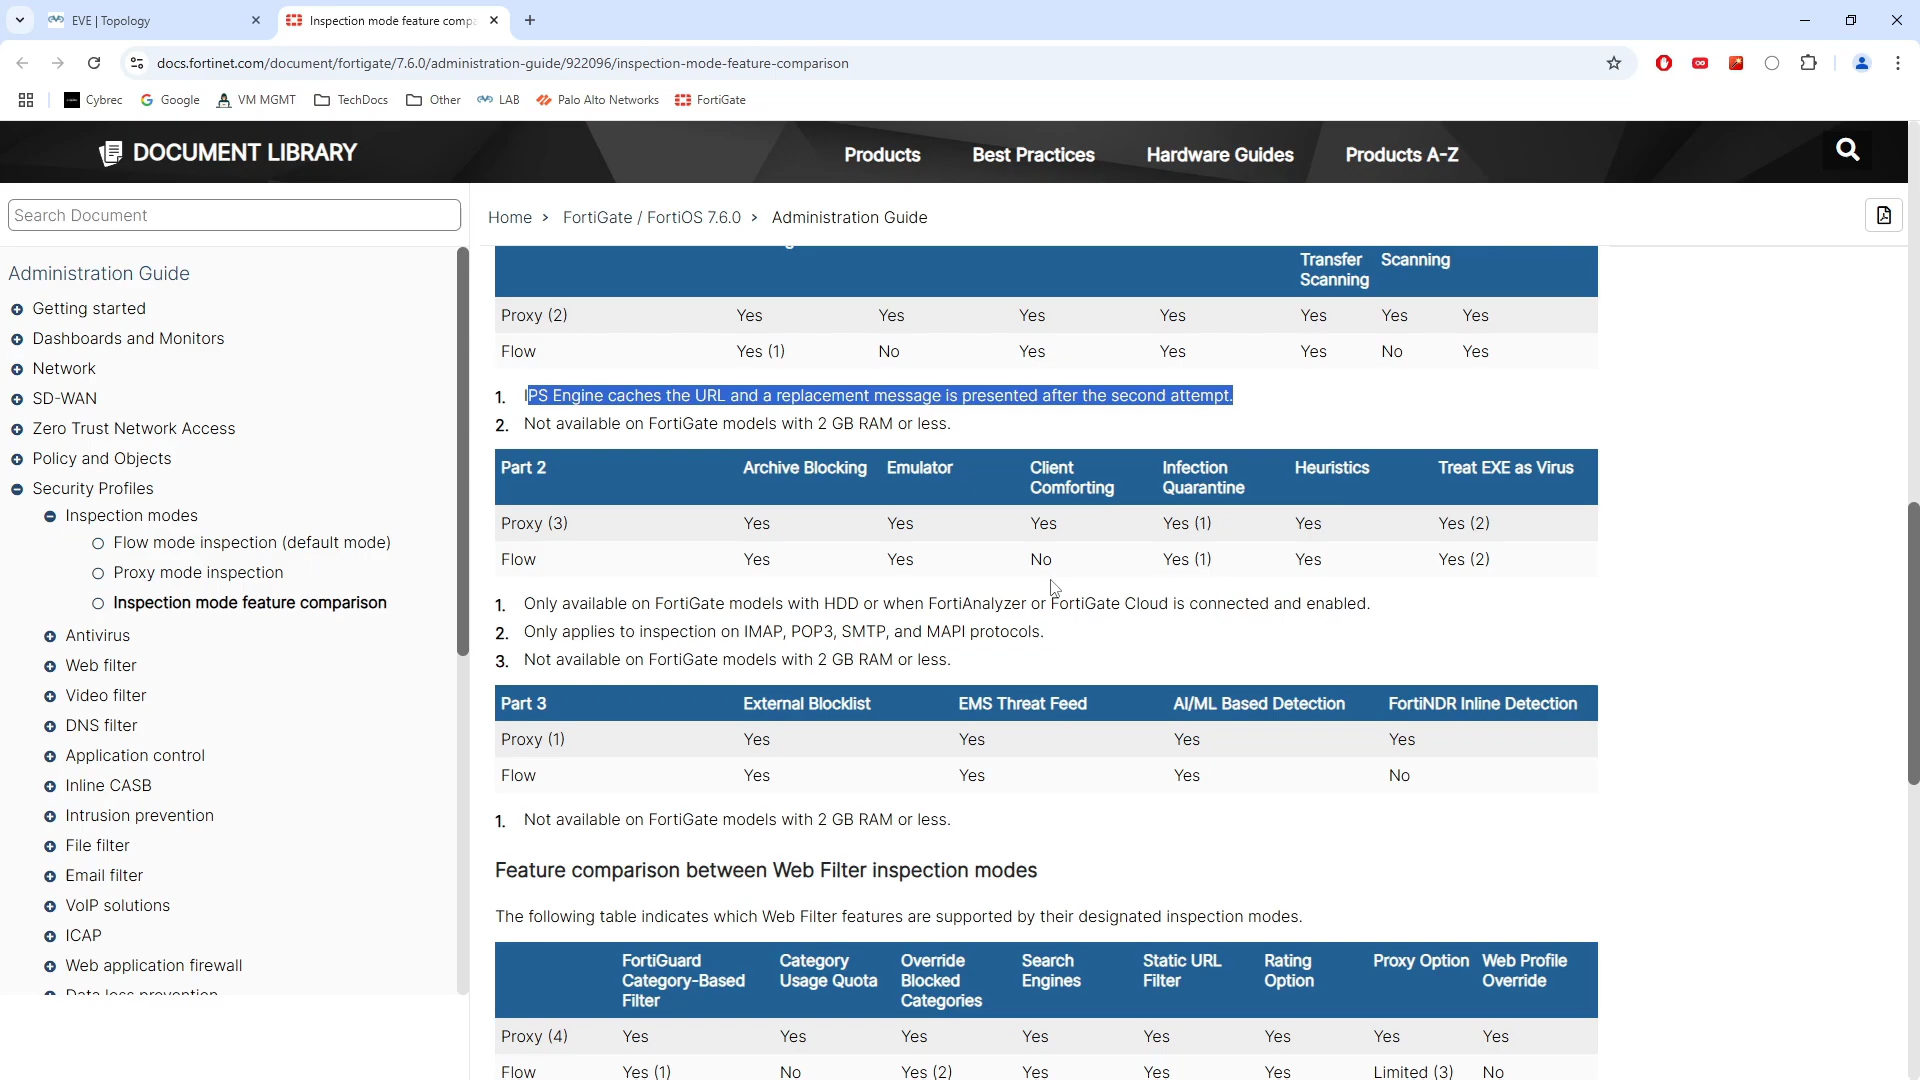 EVE | Topology
Inspection mode feature comp
docs.fortinet.com/document/fortigate/7.6.0/administration-guide/922096/inspection-mode-feature-comparison
Cybrec Google VM MGMT TechDocs Other LAB Palo Alto Networks FortiGate
DOCUMENT LIBRARY
Products Best Practices Hardware Guides Products A-Z
Search Document
Home > FortiGate / FortiOS 7.6.0 > Administration Guide
Administration Guide
Getting started
Dashboards and Monitors
Network
SD-WAN
Zero Trust Network Access
Policy and Objects
Security Profiles
Inspection modes
Flow mode inspection (default mode)
Proxy mode inspection
Inspection mode feature comparison
Antivirus
Web filter
Video filter
DNS filter
Application control
Inline CASB
Intrusion prevention
File filter
Email filter
VoIP solutions
ICAP
Web application firewall
Data loss prevention
Transfer Scanning
Scanning
Proxy (2) Yes Yes Yes Yes Yes Yes Yes
Flow Yes (1) No Yes Yes Yes No Yes
1. IPS Engine caches the URL and a replacement message is presented after the second attempt.
2. Not available on FortiGate models with 2 GB RAM or less.
Part 2 Archive Blocking Emulator Client Infection Heuristics Treat EXE as Virus
Comforting Quarantine
Proxy (3) Yes Yes Yes Yes (1) Yes Yes (2)
Flow Yes Yes No Yes (1) Yes Yes (2)
1. Only available on FortiGate models with HDD or when FortiAnalyzer or FortiGate Cloud is connected and enabled.
2. Only applies to inspection on IMAP, POP3, SMTP, and MAPI protocols.
3. Not available on FortiGate models with 2 GB RAM or less.
Part 3 External Blocklist EMS Threat Feed AI/ML Based Detection FortiNDR Inline Detection
Proxy (1) Yes Yes Yes Yes
Flow Yes Yes Yes No
1. Not available on FortiGate models with 2 GB RAM or less.
Feature comparison between Web Filter inspection modes
The following table indicates which Web Filter features are supported by their designated inspection modes.
FortiGuard Category Override Search Static URL Rating Proxy Option Web Profile
Category-Based Usage Quota Blocked Engines Filter Option Override
Filter Categories
Proxy (4) Yes Yes Yes Yes Yes Yes Yes Yes
Flow Yes (1) No Yes (2) Yes Yes Yes Limited (3) No